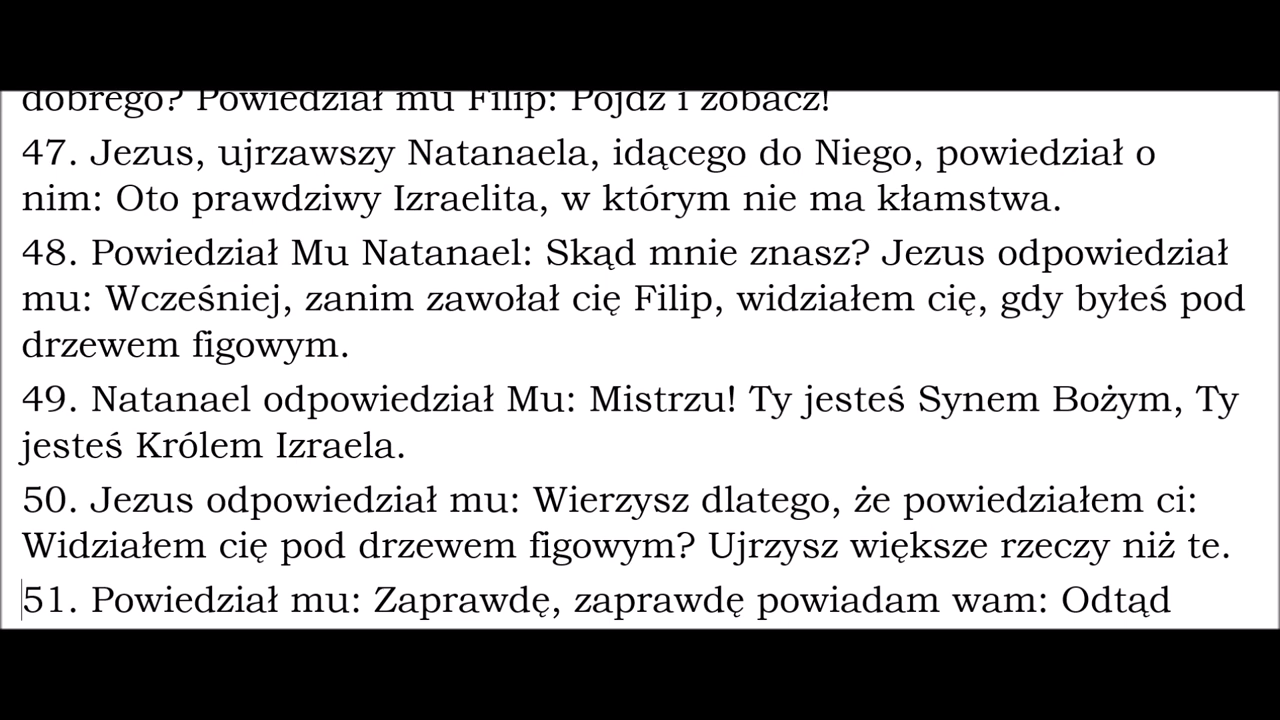 dobrego? Powiedział mu Filip: Pójdź i zobacz!
47. Jezus, ujrzawszy Natanaela, idącego do Niego, powiedział o
nim: Oto prawdziwy Izraelita, w którym nie ma kłamstwa.
48. Powiedział Mu Natanael: Skąd mnie znasz? Jezus odpowiedział
mu: Wcześniej, zanim zawołał cię Filip, widziałem cię, gdy byłeś pod
drzewem figowym.
49. Natanael odpowiedział Mu: Mistrzu! Ty jesteś Synem Bożym, Ty
jesteś Królem Izraela.
50. Jezus odpowiedział mu: Wierzysz dlatego, że powiedziałem ci:
Widziałem cię pod drzewem figowym? Ujrzysz większe rzeczy niż te.
51. Powiedział mu: Zaprawdę, zaprawdę powiadam wam: Odtąd